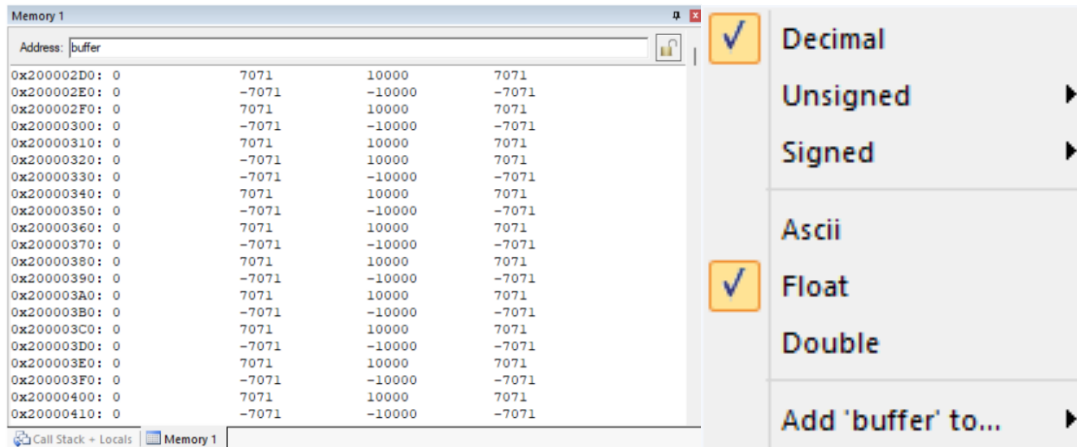 Memory 1
Address: buffer
0x200002D0: 0 7071 10000 7071
0x200002E0: 0 -7071 -10000 -7071
0x200002F0: 0 7071 10000 7071
0x20000300: 0 -7071 -10000 -7071
0x20000310: 0 7071 10000 7071
0x20000320: 0 -7071 -10000 -7071
0x20000330: 0 -7071 -10000 -7071
0x20000340: 0 7071 10000 7071
0x20000350: 0 -7071 -10000 -7071
0x20000360: 0 7071 10000 7071
0x20000370: 0 -7071 -10000 -7071
0x20000380: 0 7071 10000 7071
0x20000390: 0 -7071 -10000 -7071
0x200003A0: 0 7071 10000 7071
0x200003B0: 0 -7071 -10000 -7071
0x200003C0: 0 7071 10000 7071
0x200003D0: 0 -7071 -10000 -7071
0x200003E0: 0 7071 10000 7071
0x200003F0: 0 -7071 -10000 -7071
0x20000400: 0 7071 10000 7071
0x20000410: 0 -7071 -10000 -7071
Call Stack + Locals Memory 1
Decimal
Unsigned
Signed
Ascii
Float
Double
Add 'buffer' to...